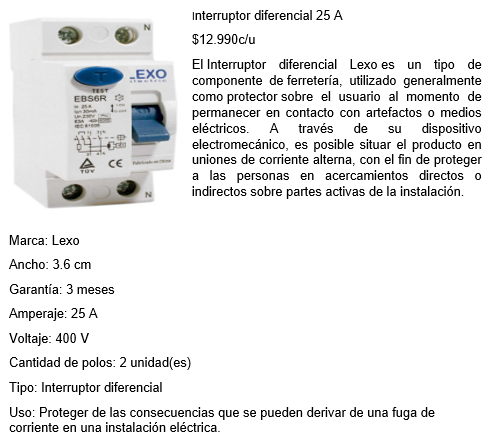 Interruptor diferencial 25 A
$12.990c/u
El Interruptor diferencial Lexo es un tipo de
componente de ferretería, utilizado generalmente
como protector sobre el usuario al momento de
permanecer en contacto con artefactos o medios
eléctricos. A través de su dispositivo
electromecánico, es posible situar el producto en
uniones de corriente alterna, con el fin de proteger
a las personas en acercamientos directos o
indirectos sobre partes activas de la instalación.
N
TEST
LEXO
EBS6R
IEC 61008
TÜV
CE
Fabricado en China
N
Marca: Lexo
Ancho: 3.6 cm
Garantía: 3 meses
Amperaje: 25 A
Voltaje: 400 V
Cantidad de polos: 2 unidad(es)
Tipo: Interruptor diferencial
Uso: Proteger de las consecuencias que se pueden derivar de una fuga de
corriente en una instalación eléctrica.